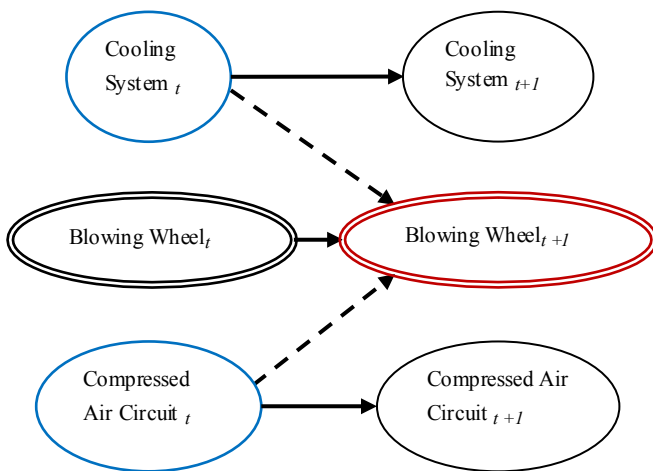 Cooling
System t
Cooling
System t+1
Blowing Wheelt
Blowing Wheelt +1
Compressed
Air Circuit t
Compressed Air
Circuit t +1